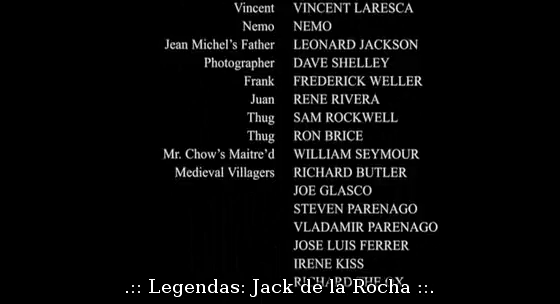 Vincent VINCENT LARESCA
Nemo NEMO
Jean Michel's Father LEONARD JACKSON
Photographer DAVE SHELLEY
Frank FREDERICK WELLER
Juan RENE RIVERA
Thug SAM ROCKWELL
Thug RON BRICE
Mr. Chow's Maitre'd WILLIAM SEYMOUR
Medieval Villagers RICHARD BUTLER
JOE GLASCO
STEVEN PARENAGO
VLADAMIR PARENAGO
JOSE LUIS FERRER
IRENE KISS
RICHARD
.:: Legendas: Jack de la Rocha ::.